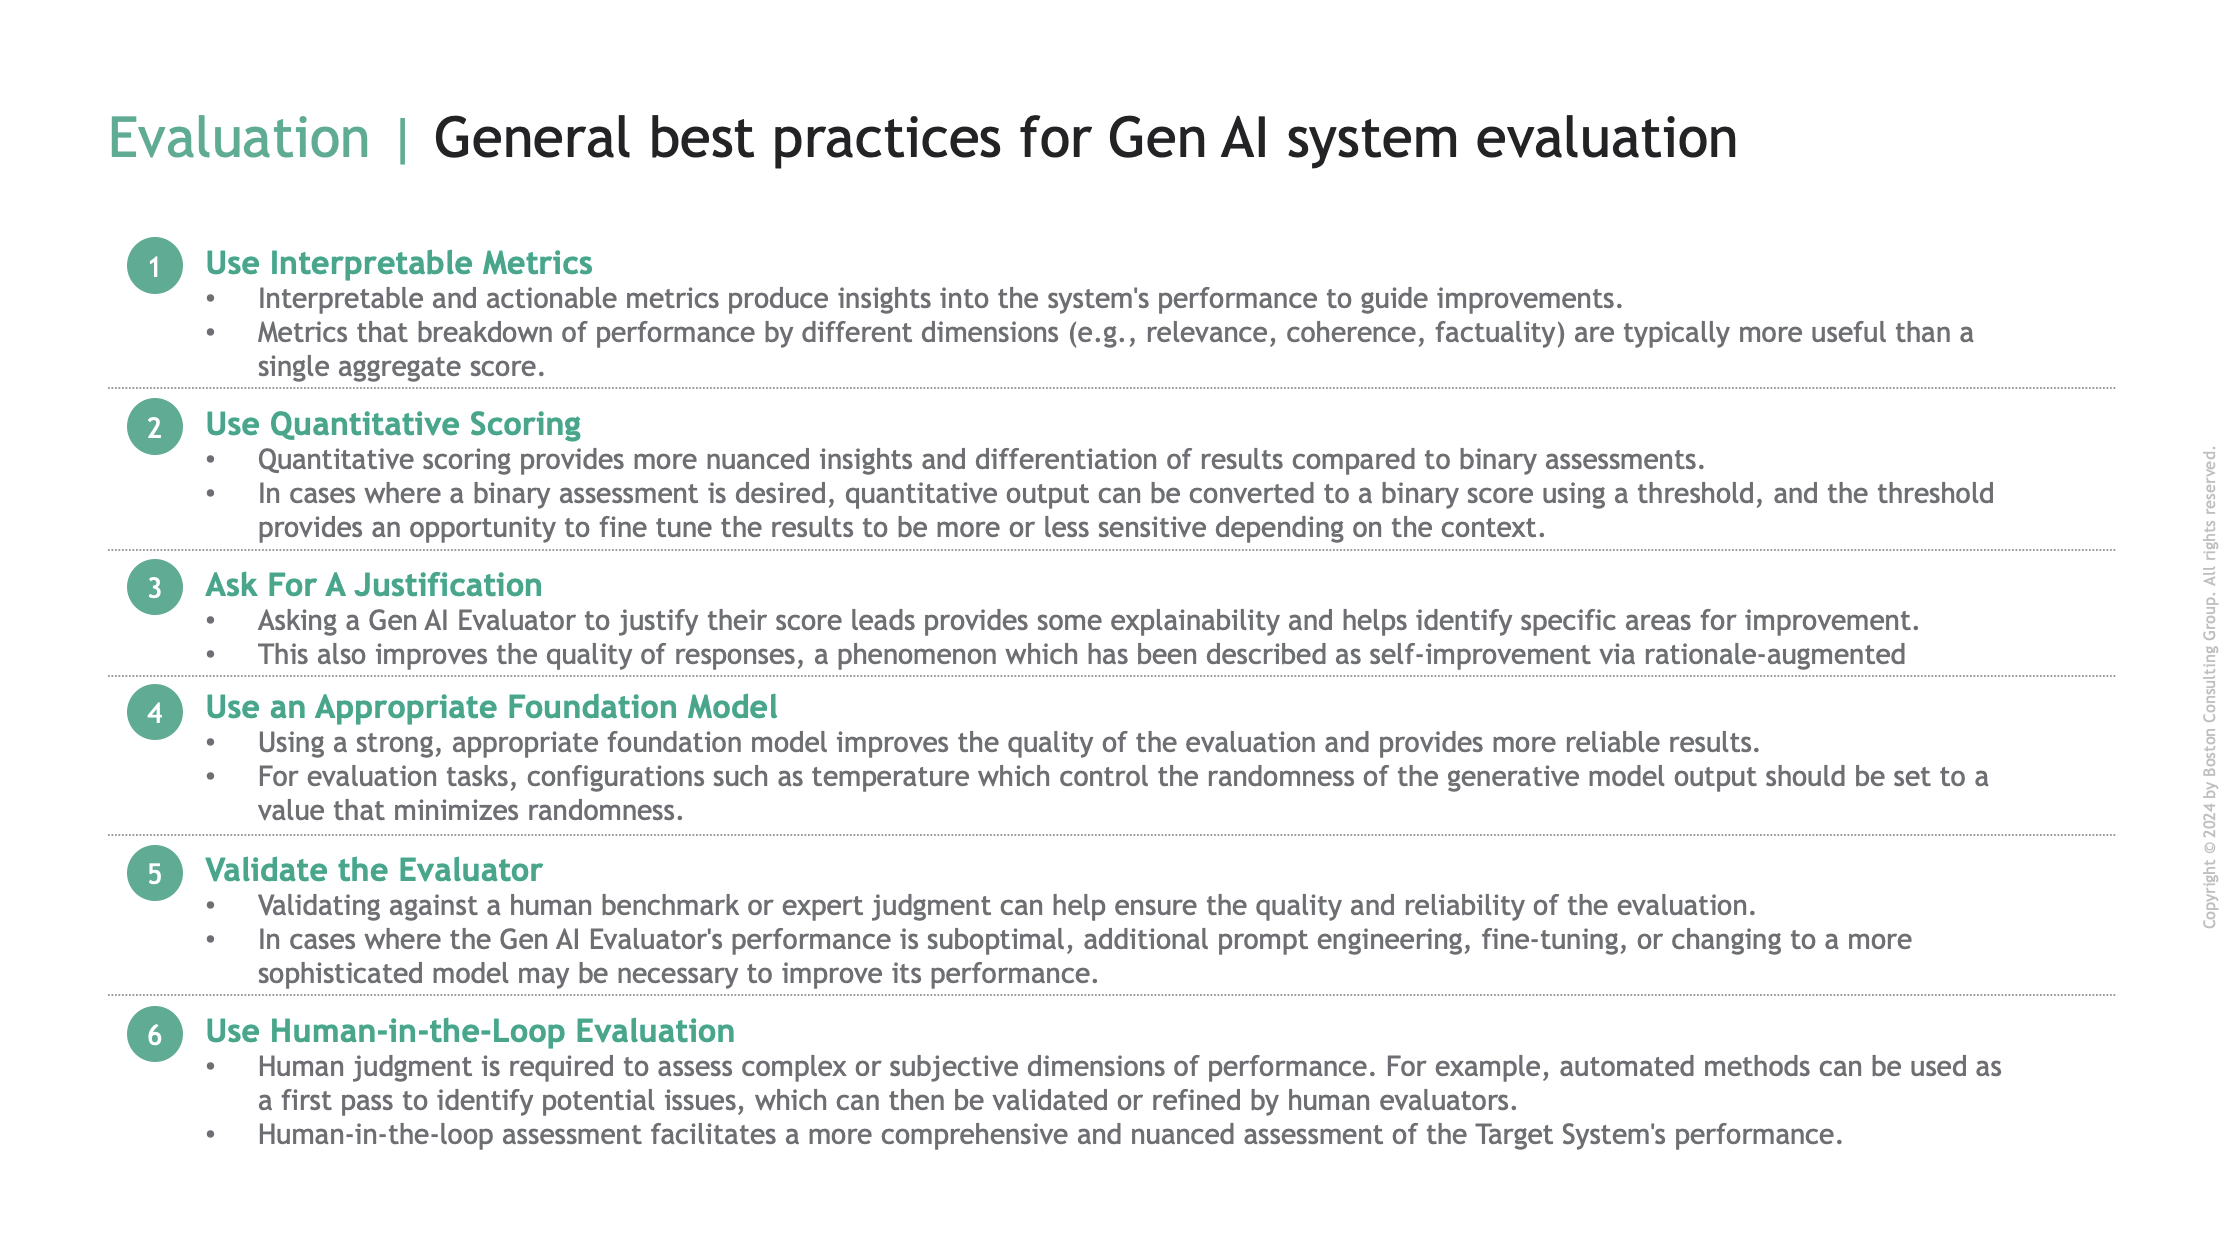 Evaluation | General best practices for Gen AI system evaluation
1
Use Interpretable Metrics
• Interpretable and actionable metrics produce insights into the system's performance to guide improvements.
• Metrics that breakdown of performance by different dimensions (e.g., relevance, coherence, factuality) are typically more useful than a
single aggregate score.
2
Use Quantitative Scoring
• Quantitative scoring provides more nuanced insights and differentiation of results compared to binary assessments.
• In cases where a binary assessment is desired, quantitative output can be converted to a binary score using a threshold, and the threshold
provides an opportunity to fine tune the results to be more or less sensitive depending on the context.
3
Ask For A Justification
• Asking a Gen AI Evaluator to justify their score leads provides some explainability and helps identify specific areas for improvement.
• This also improves the quality of responses, a phenomenon which has been described as self-improvement via rationale-augmented
4
Use an Appropriate Foundation Model
• Using a strong, appropriate foundation model improves the quality of the evaluation and provides more reliable results.
• For evaluation tasks, configurations such as temperature which control the randomness of the generative model output should be set to a
value that minimizes randomness.
5
Validate the Evaluator
• Validating against a human benchmark or expert judgment can help ensure the quality and reliability of the evaluation.
• In cases where the Gen AI Evaluator's performance is suboptimal, additional prompt engineering, fine-tuning, or changing to a more
sophisticated model may be necessary to improve its performance.
6
Use Human-in-the-Loop Evaluation
• Human judgment is required to assess complex or subjective dimensions of performance. For example, automated methods can be used as
a first pass to identify potential issues, which can then be validated or refined by human evaluators.
• Human-in-the-loop assessment facilitates a more comprehensive and nuanced assessment of the Target System's performance.
Copyright © 2024 by Boston Consulting Group. All rights reserved.